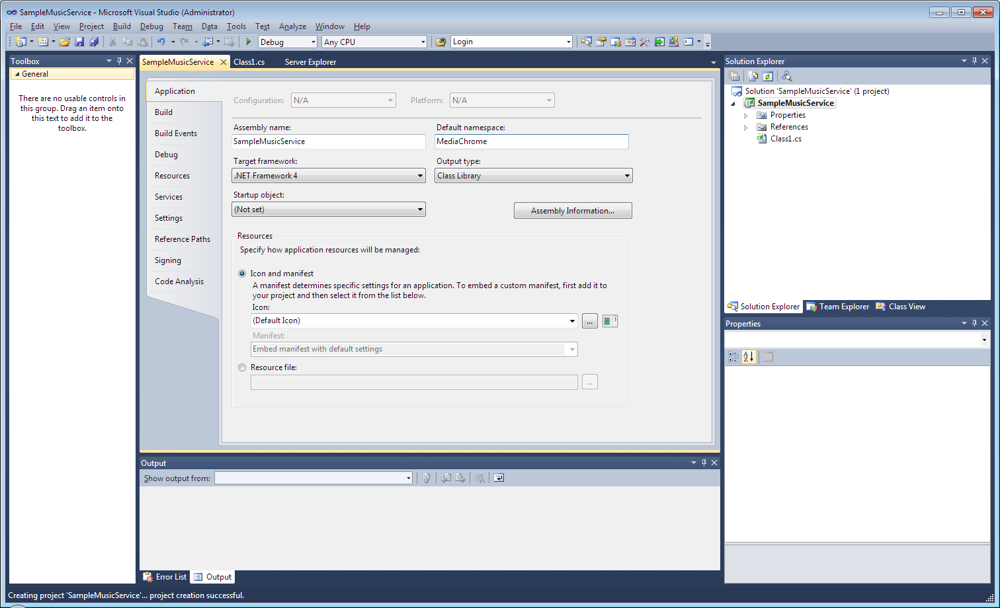 SampleMusicService - Microsoft Visual Studio (Administrator)
File Edit View Project Build Debug Team Data Tools Test Analyze Window Help
Debug Any CPU Login
Toolbox
General
There are no usable controls in
this group. Drag an item onto
this text to add it to the
toolbox.
SampleMusicService Class1.cs Server Explorer
Application
Build
Build Events
Debug
Resources
Services
Settings
Reference Paths
Signing
Code Analysis
Configuration: N/A Platform: N/A
Assembly name: Default namespace:
SampleMusicService MediaChrome
Target framework: Output type:
.NET Framework 4 Class Library
Startup object:
(Not set) Assembly Information...
Resources
Specify how application resources will be managed:
Icon and manifest
A manifest determines specific settings for an application. To embed a custom manifest, first add it to
your project and then select it from the list below.
Icon:
(Default Icon) ...
Manifest:
Embed manifest with default settings
Resource file:
...
Output
Show output from:
Error List Output
Solution Explorer
Solution 'SampleMusicService' (1 project)
SampleMusicService
Properties
References
Class1.cs
Solution Explorer Team Explorer Class View
Properties
Creating project 'SampleMusicService'... project creation successful.